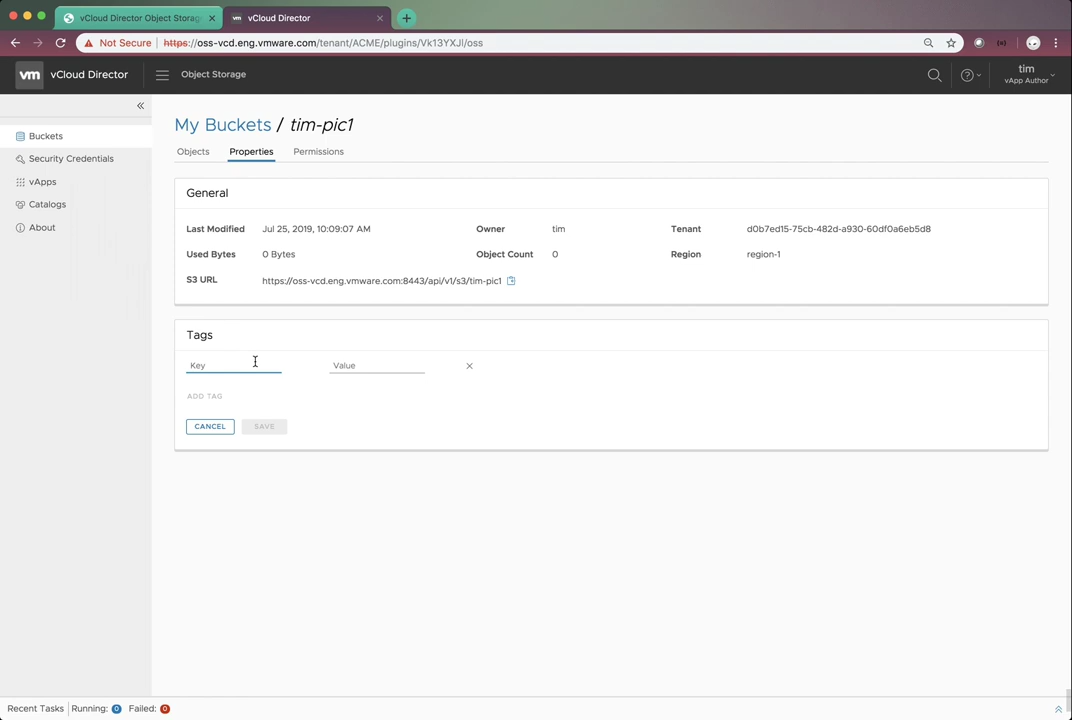 vCloud Director Object Storag
vCloud Director
Not Secure | https://oss-vcd.eng.vmware.com/tenant/ACME/plugins/Vk13YXJl/oss
vm vCloud Director Object Storage
tim
vApp Author
Buckets
Security Credentials
vApps
Catalogs
About
My Buckets / tim-pic1
Objects Properties Permissions
General
Last Modified Jul 25, 2019, 10:09:07 AM Owner tim Tenant d0b7ed15-75cb-482d-a930-60df0a6eb5d8
Used Bytes 0 Bytes Object Count 0 Region region-1
S3 URL https://oss-vcd.eng.vmware.com:8443/api/v1/s3/tim-pic1
Tags
Key Value
ADD TAG
CANCEL SAVE
Recent Tasks Running: 0 Failed: 0